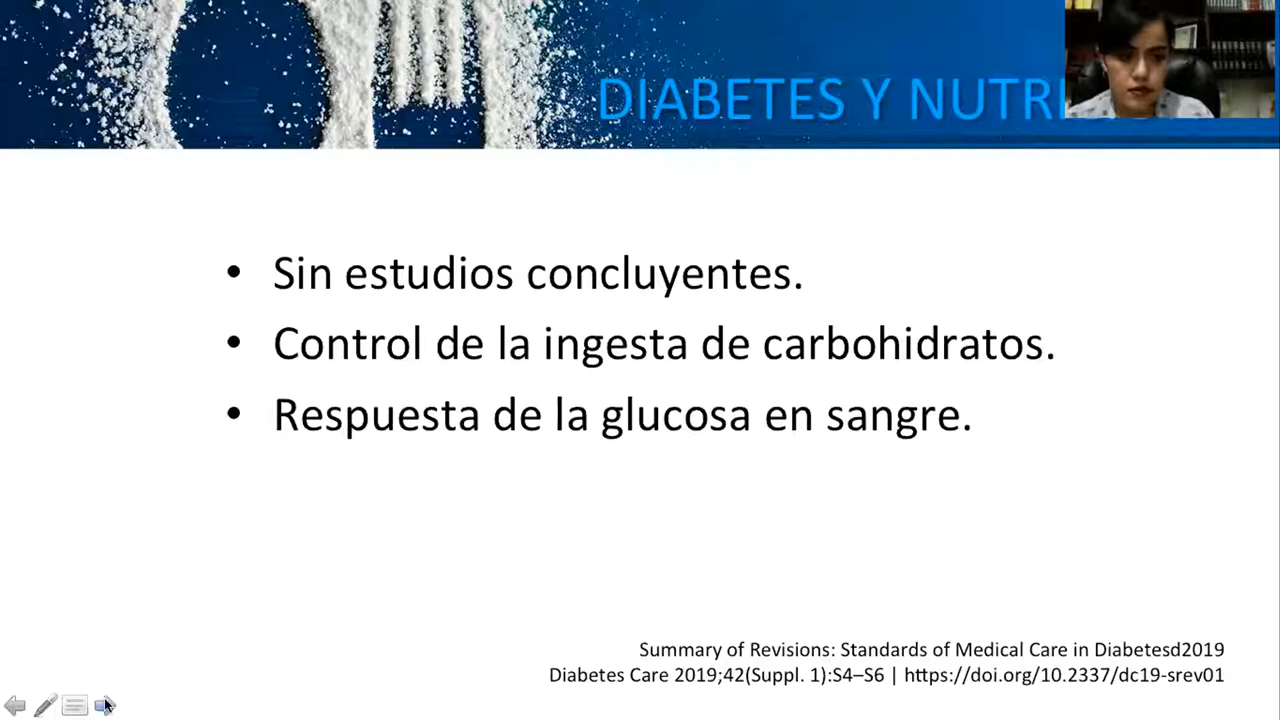 DIABETES Y NUTRI
• Sin estudios concluyentes.
• Control de la ingesta de carbohidratos.
• Respuesta de la glucosa en sangre.
Summary of Revisions: Standards of Medical Care in Diabetesd2019
Diabetes Care 2019;42(Suppl. 1):S4–S6 | https://doi.org/10.2337/dc19-srev01